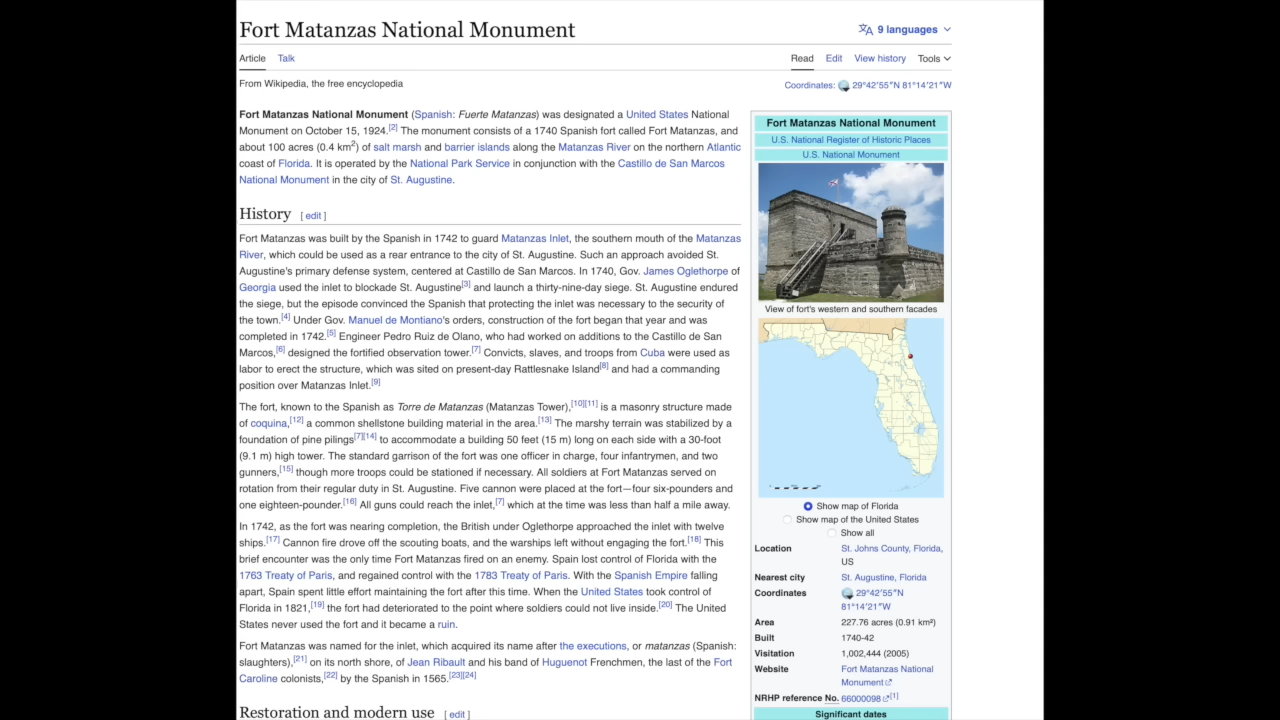 Fort Matanzas National Monument
9 languages
Article Talk
Read Edit View history Tools
From Wikipedia, the free encyclopedia
Coordinates: 29°42′55″N 81°14′21″W
Fort Matanzas National Monument (Spanish: Fuerte Matanzas) was designated a United States National
Monument on October 15, 1924.[2] The monument consists of a 1740 Spanish fort called Fort Matanzas, and
about 100 acres (0.4 km2) of salt marsh and barrier islands along the Matanzas River on the northern Atlantic
coast of Florida. It is operated by the National Park Service in conjunction with the Castillo de San Marcos
National Monument in the city of St. Augustine.
History [ edit ]
Fort Matanzas was built by the Spanish in 1742 to guard Matanzas Inlet, the southern mouth of the Matanzas
River, which could be used as a rear entrance to the city of St. Augustine. Such an approach avoided St.
Augustine's primary defense system, centered at Castillo de San Marcos. In 1740, Gov. James Oglethorpe of
Georgia used the inlet to blockade St. Augustine[3] and launch a thirty-nine-day siege. St. Augustine endured
the siege, but the episode convinced the Spanish that protecting the inlet was necessary to the security of
the town.[4] Under Gov. Manuel de Montiano's orders, construction of the fort began that year and was
completed in 1742.[5] Engineer Pedro Ruiz de Olano, who had worked on additions to the Castillo de San
Marcos,[6] designed the fortified observation tower.[7] Convicts, slaves, and troops from Cuba were used as
labor to erect the structure, which was sited on present-day Rattlesnake Island[8] and had a commanding
position over Matanzas Inlet.[9]
The fort, known to the Spanish as Torre de Matanzas (Matanzas Tower),[10][11] is a masonry structure made
of coquina,[12] a common shellstone building material in the area.[13] The marshy terrain was stabilized by a
foundation of pine pilings[7][14] to accommodate a building 50 feet (15 m) long on each side with a 30-foot
(9.1 m) high tower. The standard garrison of the fort was one officer in charge, four infantrymen, and two
gunners,[15] though more troops could be stationed if necessary. All soldiers at Fort Matanzas served on
rotation from their regular duty in St. Augustine. Five cannon were placed at the fort—four six-pounders and
one eighteen-pounder.[16] All guns could reach the inlet,[7] which at the time was less than half a mile away.
In 1742, as the fort was nearing completion, the British under Oglethorpe approached the inlet with twelve
ships.[17] Cannon fire drove off the scouting boats, and the warships left without engaging the fort.[18] This
brief encounter was the only time Fort Matanzas fired on an enemy. Spain lost control of Florida with the
1763 Treaty of Paris, and regained control with the 1783 Treaty of Paris. With the Spanish Empire falling
apart, Spain spent little effort maintaining the fort after this time. When the United States took control of
Florida in 1821,[19] the fort had deteriorated to the point where soldiers could not live inside.[20] The United
States never used the fort and it became a ruin.
Fort Matanzas was named for the inlet, which acquired its name after the executions, or matanzas (Spanish:
slaughters),[21] on its north shore, of Jean Ribault and his band of Huguenot Frenchmen, the last of the Fort
Caroline colonists,[22] by the Spanish in 1565.[23][24]
Restoration and modern use [ edit ]
Fort Matanzas National Monument
U.S. National Register of Historic Places
U.S. National Monument
View of fort's western and southern facades
Show map of Florida
Show map of the United States
Show all
Location St. Johns County, Florida,
US
Nearest city St. Augustine, Florida
Coordinates 29°42′55″N
81°14′21″W
Area 227.76 acres (0.91 km²)
Built 1740-42
Visitation 1,002,444 (2005)
Website Fort Matanzas National
Monument
NRHP reference No. 66000098[1]
Significant dates